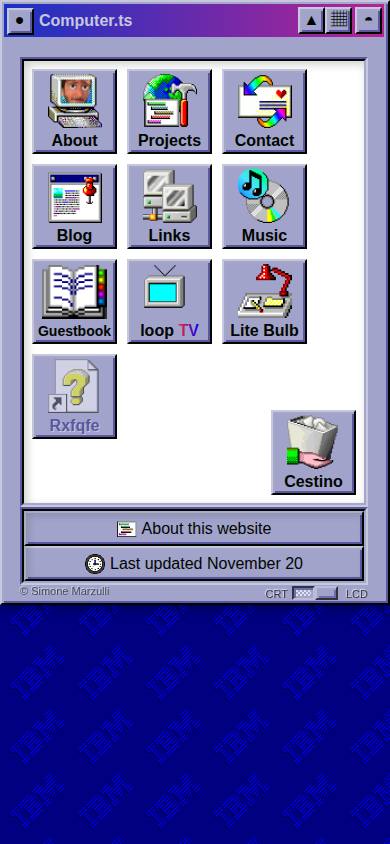 Computer.ts
About
Projects
Contact
Blog
Links
Music
Guestbook
loop TV
Lite Bulb
Rxfqfe
Cestino
About this website
Last updated November 20
© Simone Marzulli
CRT
LCD
IBM